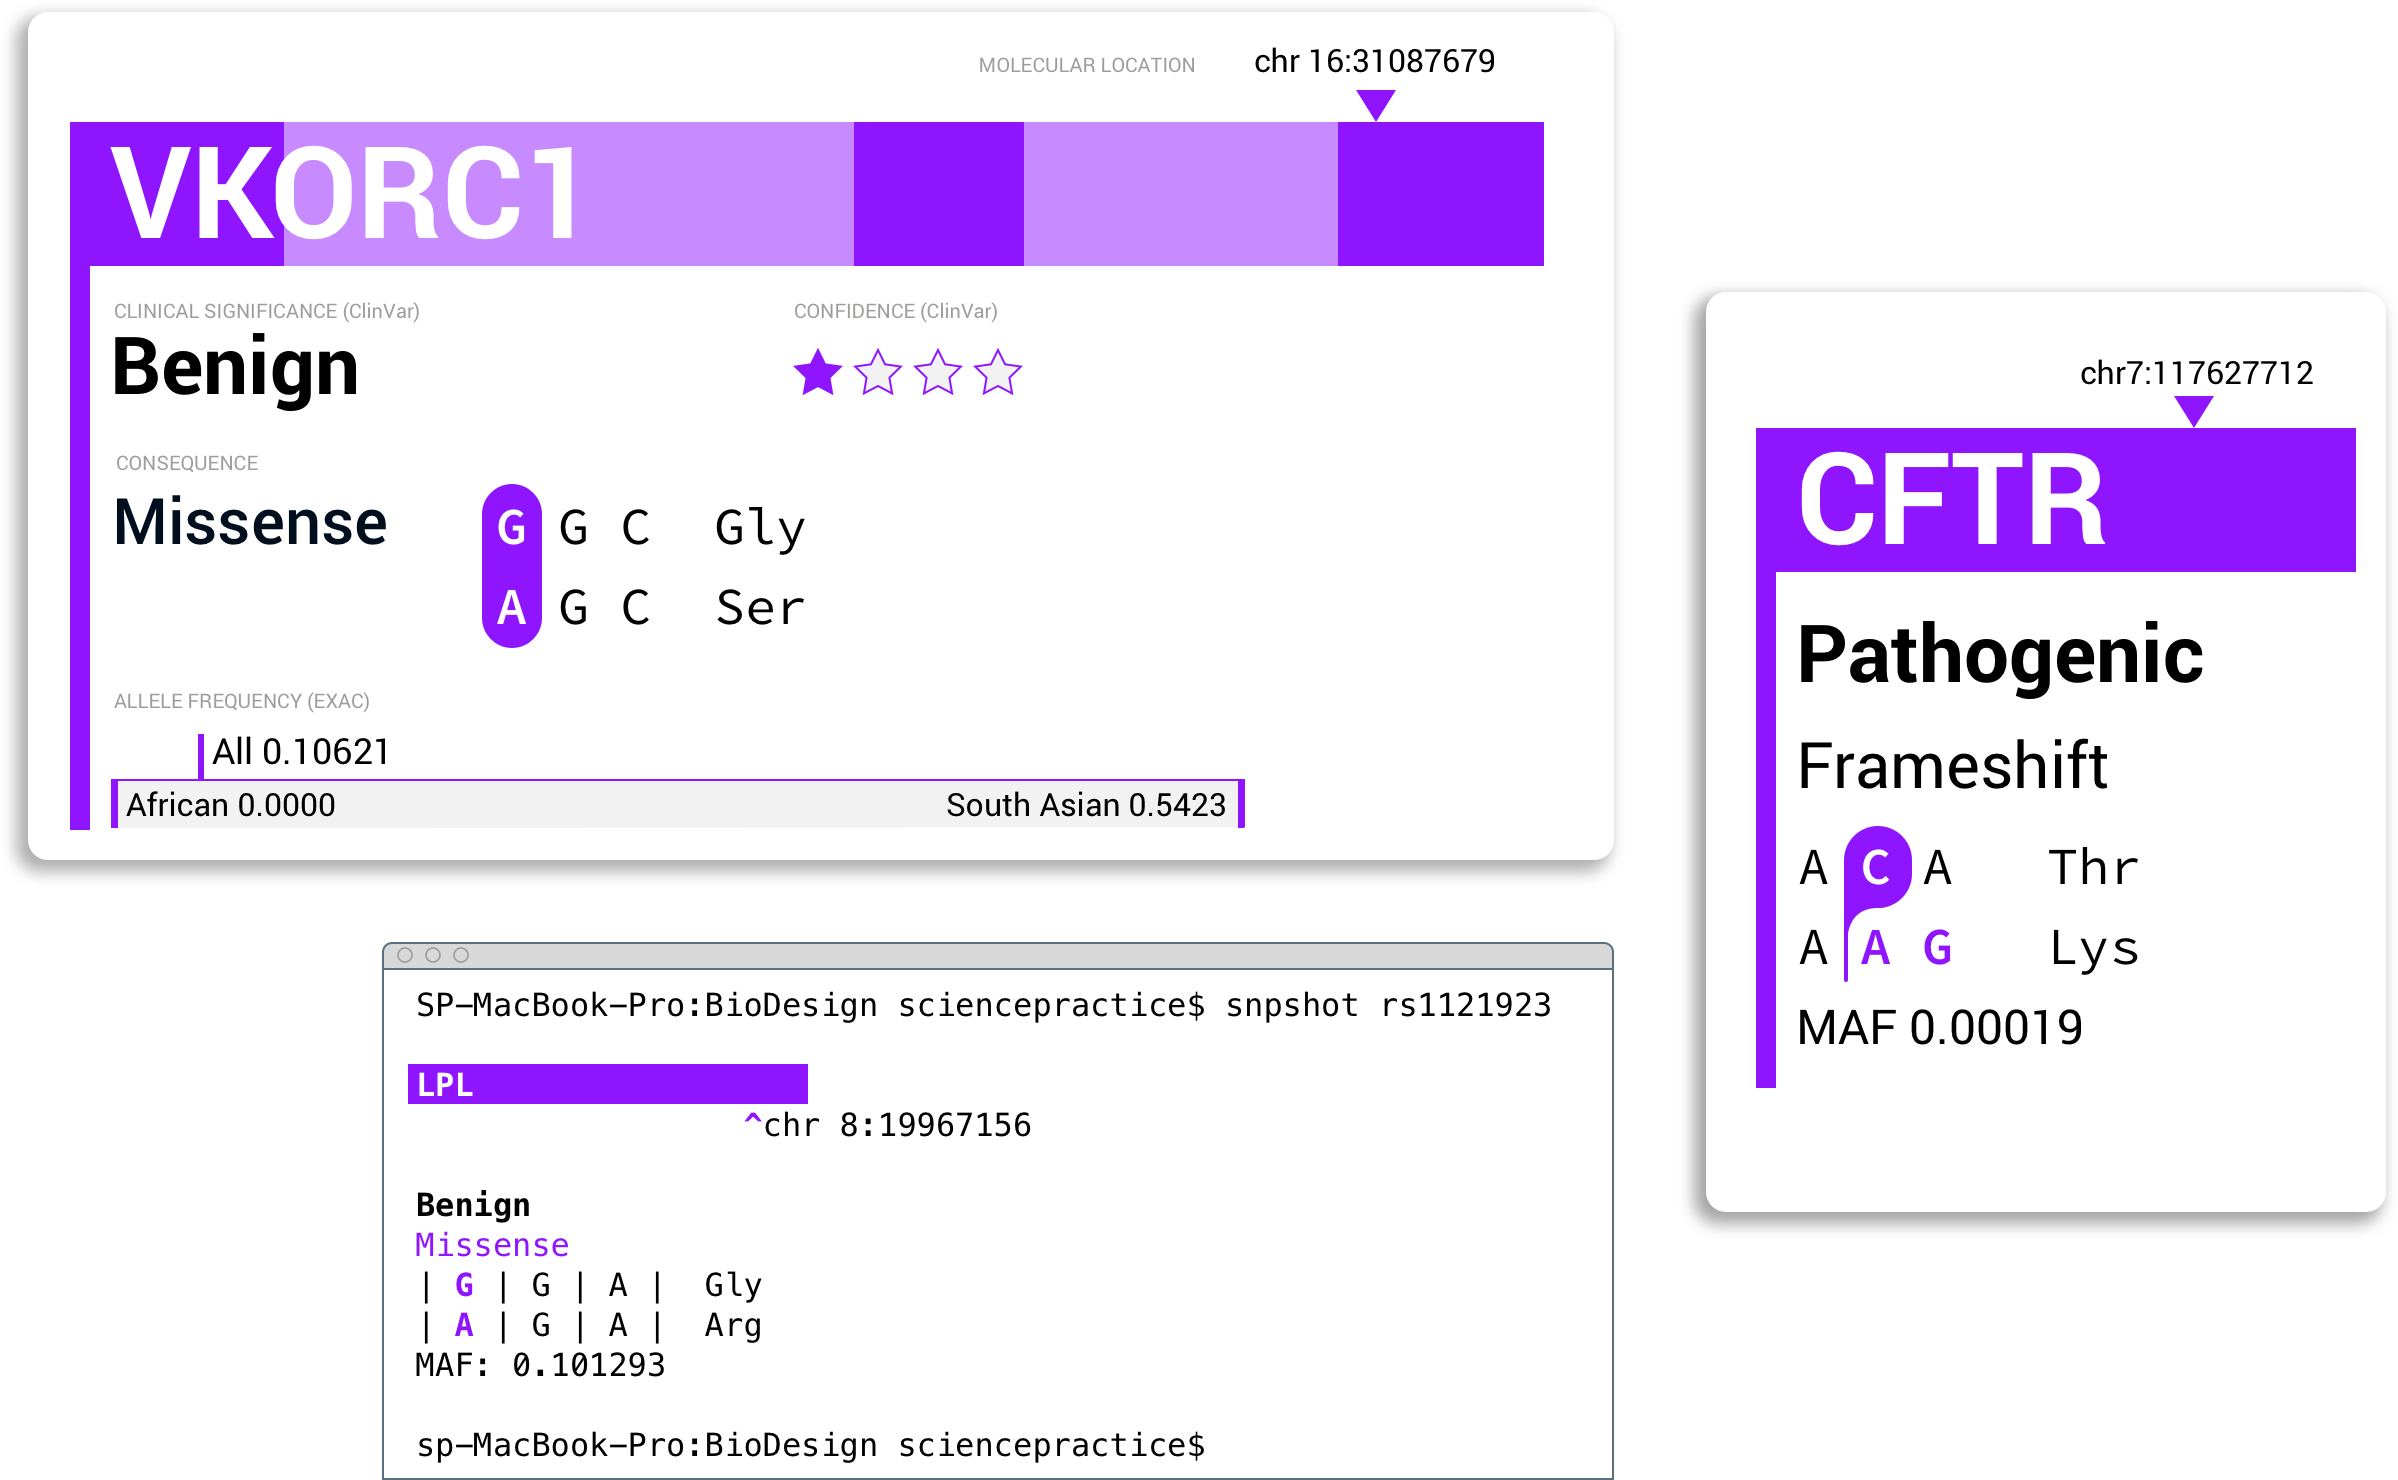 MOLECULAR LOCATION chr 16:31087679
VKORC1
CLINICAL SIGNIFICANCE (ClinVar) CONFIDENCE (ClinVar)
Benign
CONSEQUENCE
Missense G G C Gly
A G C Ser
ALLELE FREQUENCY (EXAC)
All 0.10621
African 0.0000 South Asian 0.5423
chr7:117627712
CFTR
Pathogenic
Frameshift
A C A Thr
A A G Lys
MAF 0.00019
SP-MacBook-Pro:BioDesign sciencepractice$ snpshot rs1121923
LPL
^chr 8:19967156
Benign
Missense
| G | G | A | Gly
| A | G | A | Arg
MAF: 0.101293
sp-MacBook-Pro:BioDesign sciencepractice$